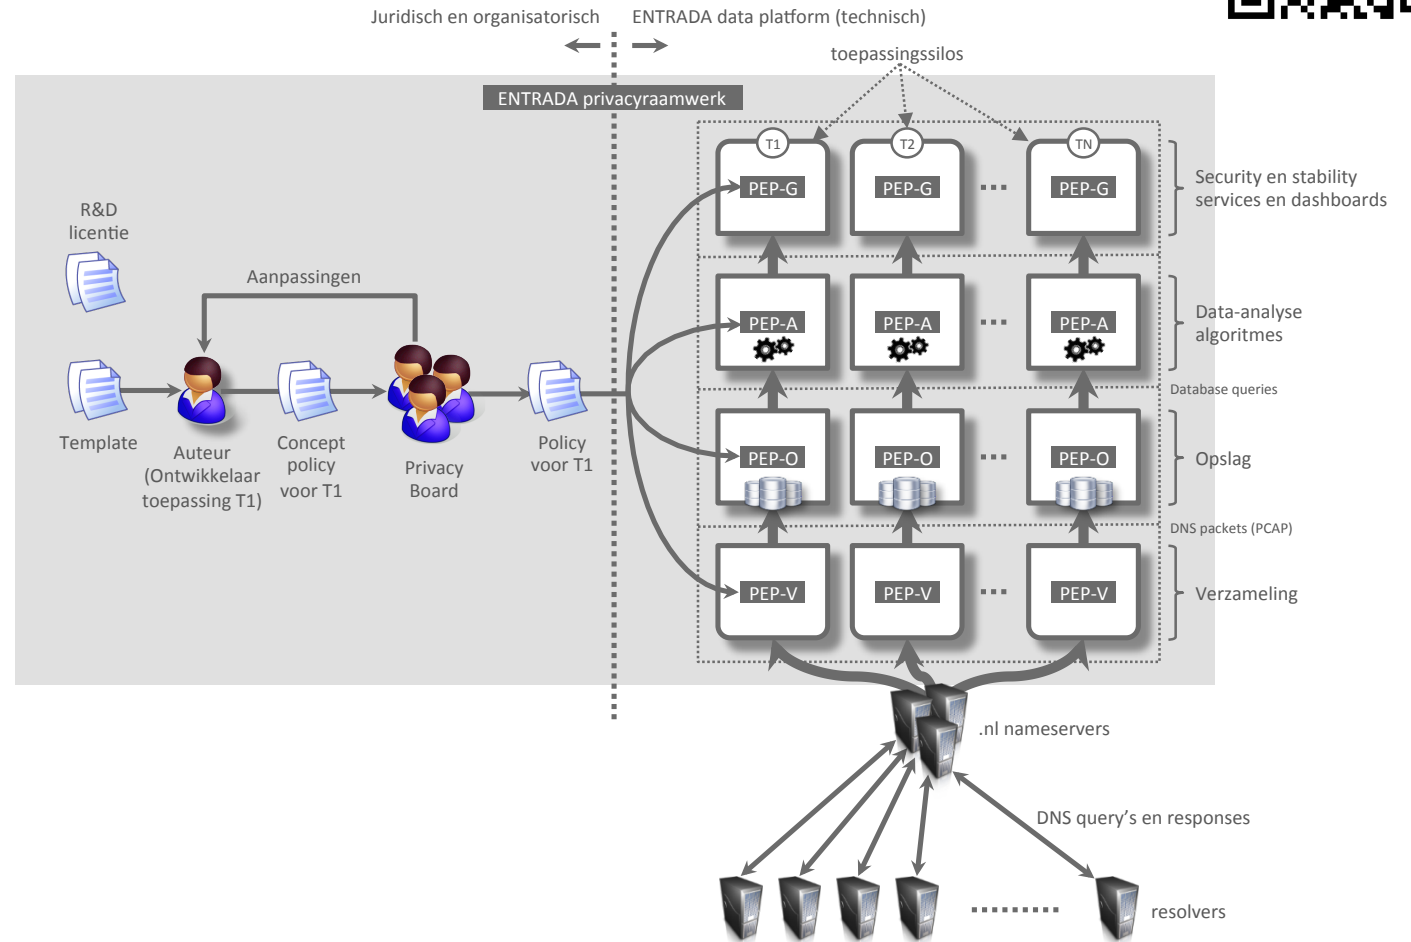 Juridisch en organisatorisch
ENTRADA data platform (technisch)
toepassingssilos
ENTRADA privacyraamwerk
T1
T2
TN
PEP-G
PEP-G
PEP-G
Security en stability
services en dashboards
R&D
licentie
Aanpassingen
PEP-A
PEP-A
PEP-A
Data-analyse
algoritmes
Database queries
Template
Auteur
(Ontwikkelaar
toepassing T1)
Concept
policy
voor T1
Privacy
Board
Policy
voor T1
PEP-O
PEP-O
PEP-O
Opslag
DNS packets (PCAP)
PEP-V
PEP-V
PEP-V
Verzameling
.nl nameservers
DNS query’s en responses
resolvers